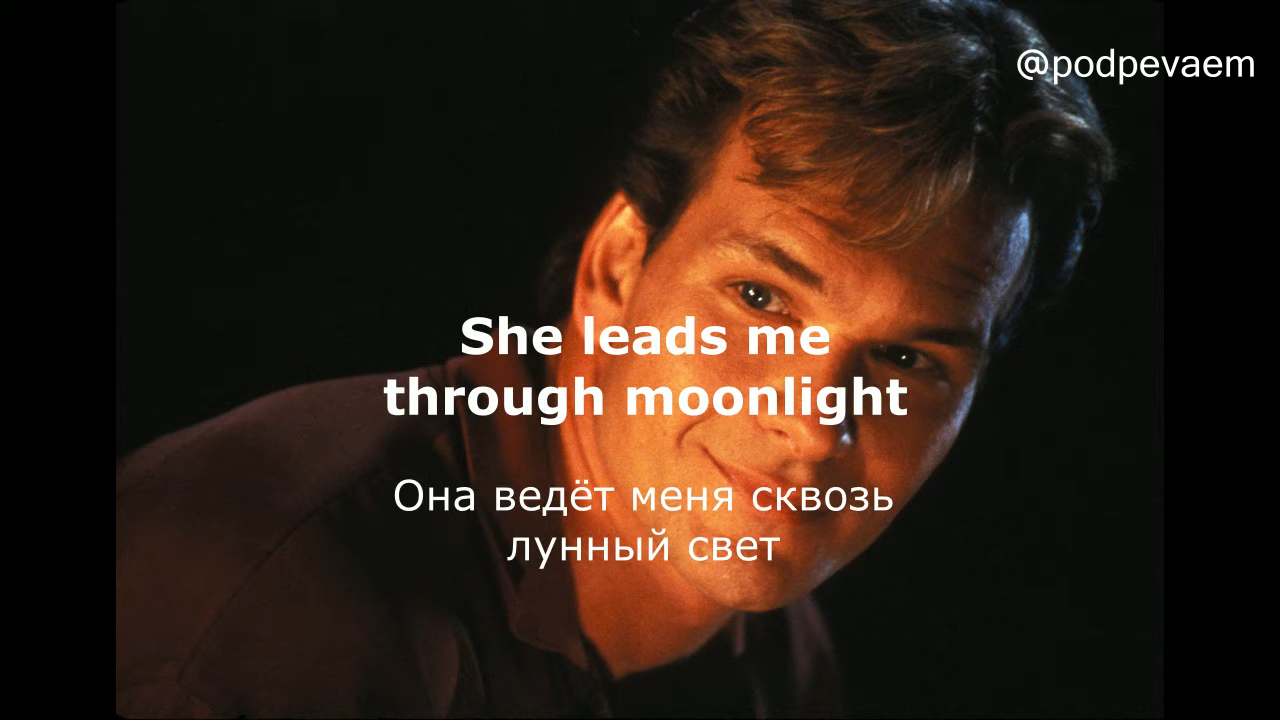 @podpevaem
She leads me
through moonlight
Она ведёт меня сквозь
лунный свет